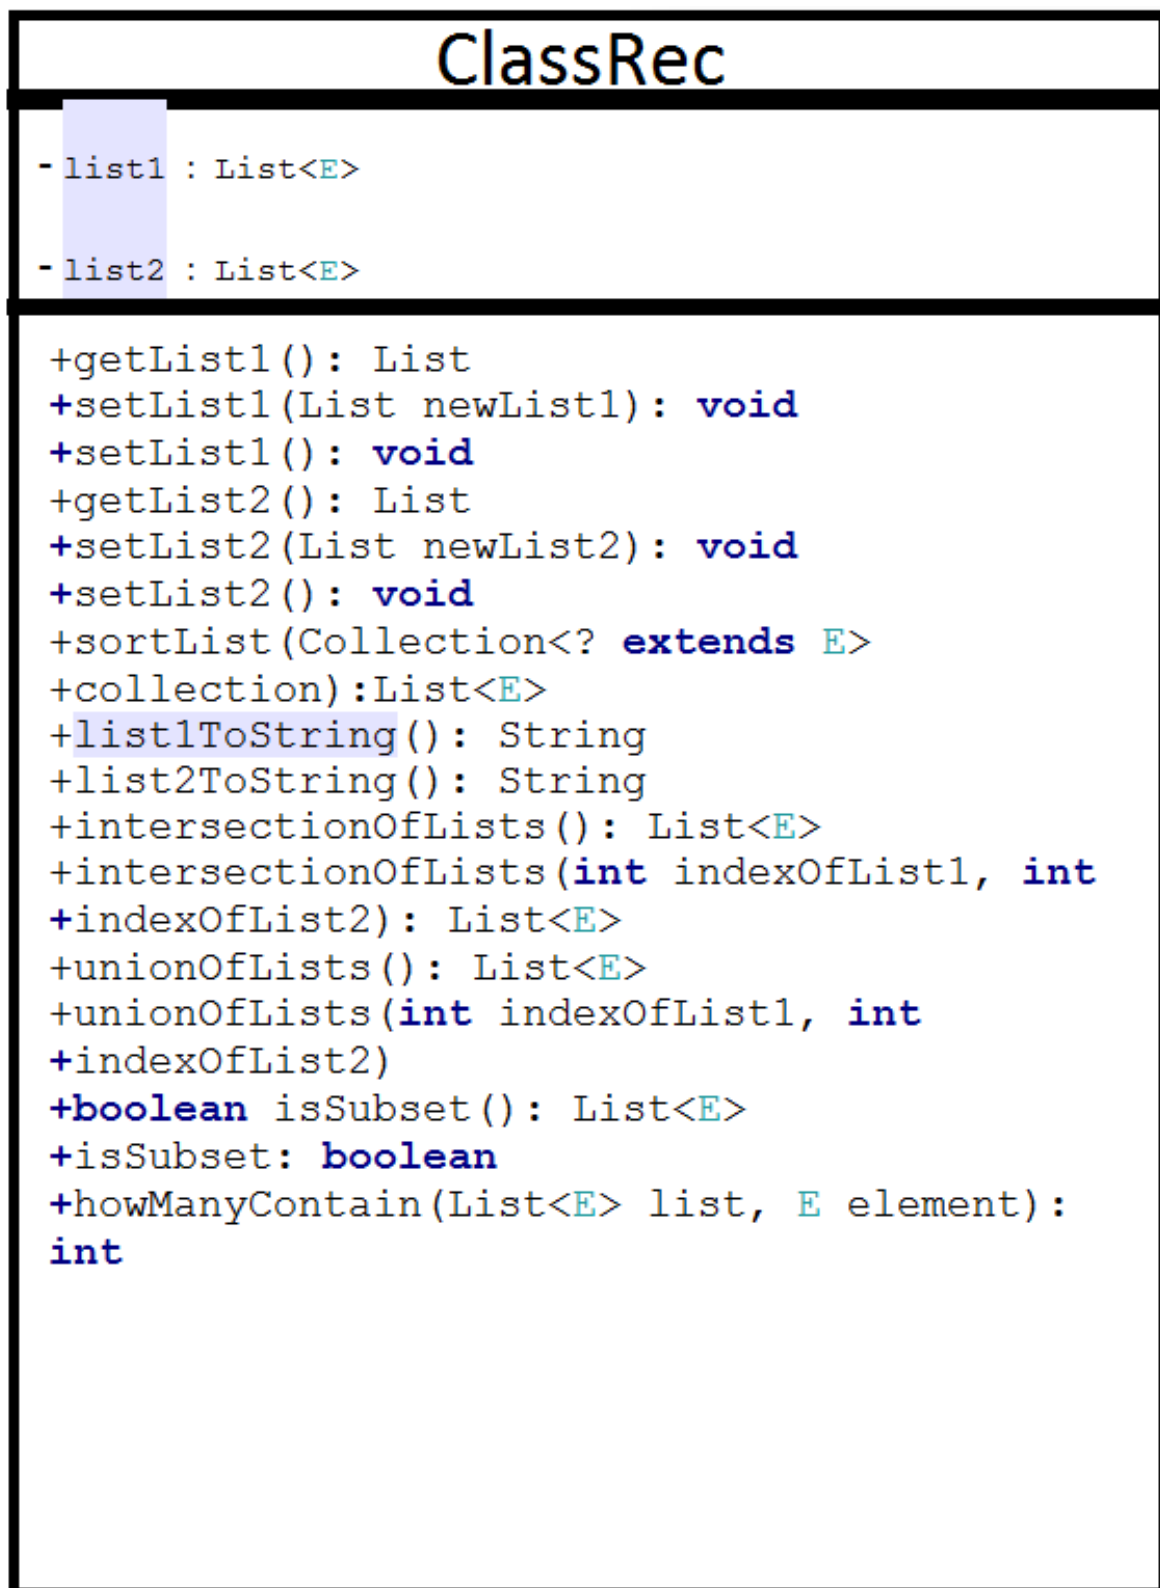 ClassRec
- list1 : List<E>
- list2 : List<E>
+getList1(): List
+setList1(List newList1): void
+setList1(): void
+getList2(): List
+setList2(List newList2): void
+setList2(): void
+sortList(Collection<? extends E>
+collection):List<E>
+list1ToString(): String
+list2ToString(): String
+intersectionOfLists(): List<E>
+intersectionOfLists(int indexOfList1, int
+indexOfList2): List<E>
+unionOfLists(): List<E>
+unionOfLists(int indexOfList1, int
+indexOfList2)
+boolean isSubset(): List<E>
+isSubset: boolean
+howManyContain(List<E> list, E element):
int